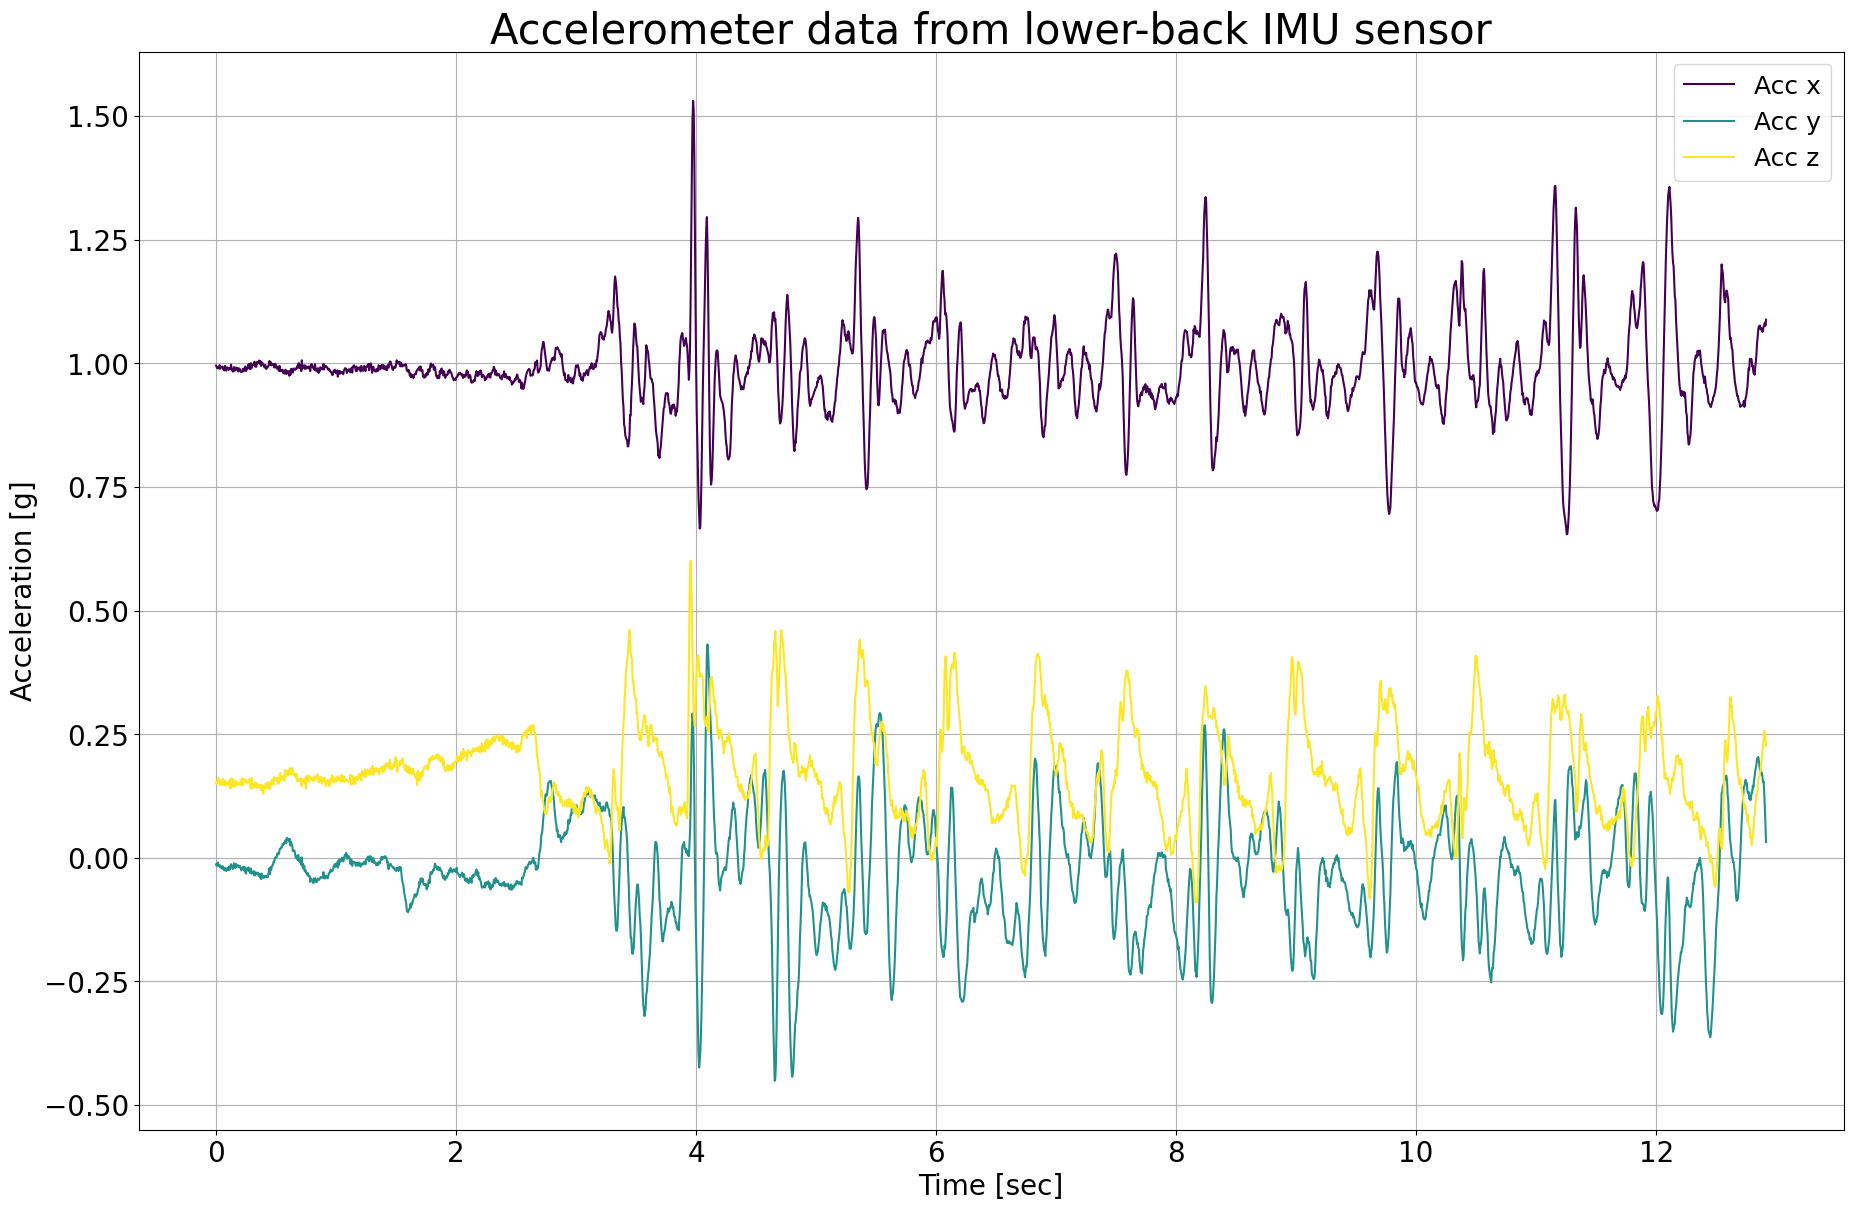 Accelerometer data from lower-back IMU sensor
Acc x
Acc y
Acc z
1.50
1.25
1.00
0.75
0.50
0.25
0.00
−0.25
−0.50
Acceleration [g]
0 2 4 6 8 10 12
Time [sec]